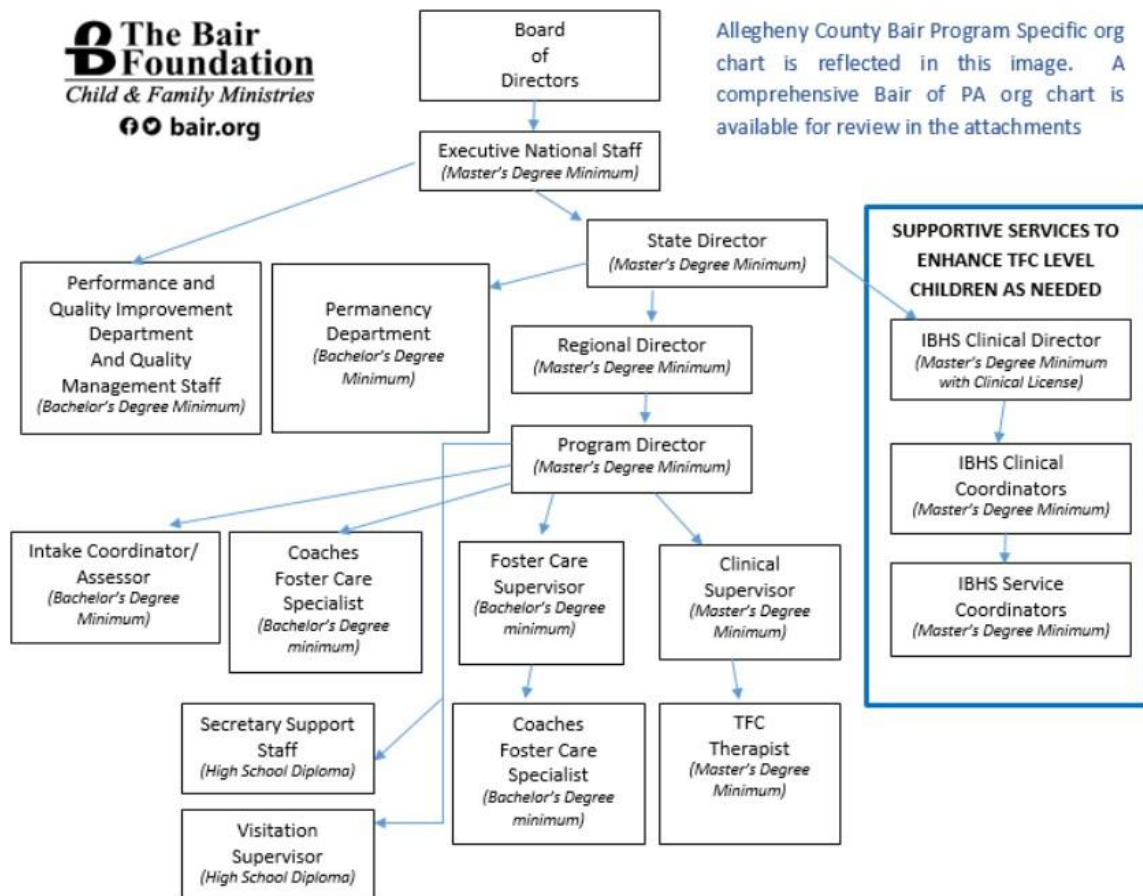 The Bair
Foundation
Child & Family Ministries
bair.org
Board
of
Directors
Allegheny County Bair Program Specific org
chart is reflected in this image. A
comprehensive Bair of PA org chart is
available for review in the attachments
Executive National Staff
(Master's Degree Minimum)
State Director
(Master's Degree Minimum)
Performance and
Quality Improvement
Department
And Quality
Management Staff
(Bachelor's Degree Minimum)
Permanency
Department
(Bachelor's Degree
Minimum)
Regional Director
(Master's Degree Minimum)
Program Director
(Master's Degree Minimum)
Intake Coordinator/
Assessor
(Bachelor's Degree
Minimum)
Coaches
Foster Care
Specialist
(Bachelor's Degree
minimum)
Foster Care
Supervisor
(Bachelor's Degree
minimum)
Clinical
Supervisor
(Master's Degree
Minimum)
Secretary Support
Staff
(High School Diploma)
Visitation
Supervisor
(High School Diploma)
Coaches
Foster Care
Specialist
(Bachelor's Degree
minimum)
TFC
Therapist
(Master's Degree
Minimum)
SUPPORTIVE SERVICES TO
ENHANCE TFC LEVEL
CHILDREN AS NEEDED
IBHS Clinical Director
(Master's Degree Minimum
with Clinical License)
IBHS Clinical
Coordinators
(Master's Degree Minimum)
IBHS Service
Coordinators
(Master's Degree Minimum)